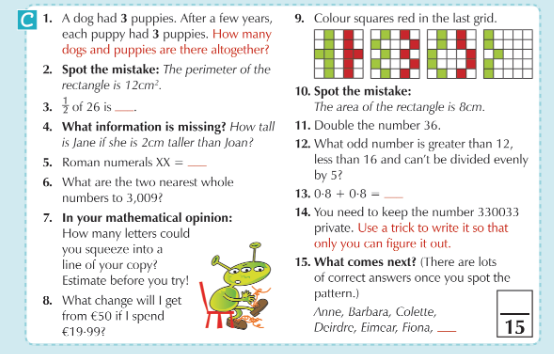 C 1. A dog had 3 puppies. After a few years,
each puppy had 3 puppies. How many
dogs and puppies are there altogether?
2. Spot the mistake: The perimeter of the
rectangle is 12cm².
3. ½ of 26 is ____.
4. What information is missing? How tall
is Jane if she is 2cm taller than Joan?
5. Roman numerals XX = ____
6. What are the two nearest whole
numbers to 3,009?
7. In your mathematical opinion:
How many letters could
you squeeze into a
line of your copy?
Estimate before you try!
8. What change will I get
from €50 if I spend
€19·99?
9. Colour squares red in the last grid.
10. Spot the mistake:
The area of the rectangle is 8cm.
11. Double the number 36.
12. What odd number is greater than 12,
less than 16 and can't be divided evenly
by 5?
13. 0·8 + 0·8 = ____
14. You need to keep the number 330033
private. Use a trick to write it so that
only you can figure it out.
15. What comes next? (There are lots
of correct answers once you spot the
pattern.)
Anne, Barbara, Colette,
Deirdre, Eimear, Fiona, ____
15